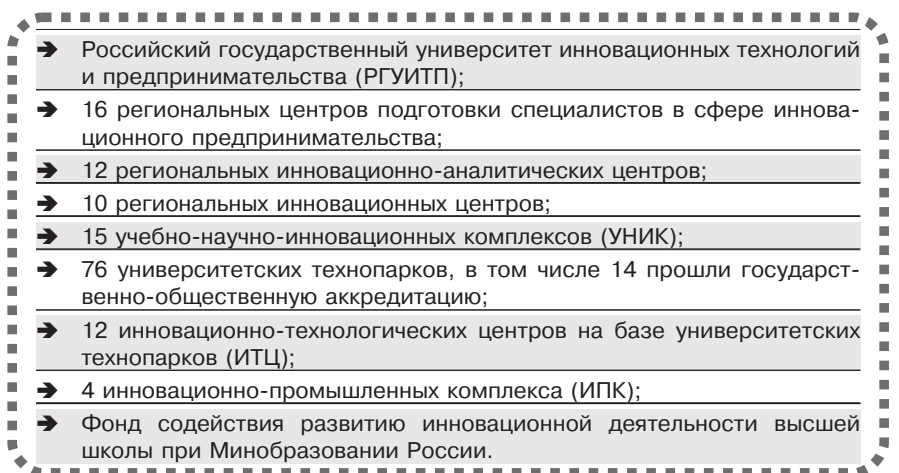 ➔ Российский государственный университет инновационных технологий
и предпринимательства (РГУИТП);
➔ 16 региональных центров подготовки специалистов в сфере иннова-
ционного предпринимательства;
➔ 12 региональных инновационно-аналитических центров;
➔ 10 региональных инновационных центров;
➔ 15 учебно-научно-инновационных комплексов (УНИК);
➔ 76 университетских технопарков, в том числе 14 прошли государст-
венно-общественную аккредитацию;
➔ 12 инновационно-технологических центров на базе университетских
технопарков (ИТЦ);
➔ 4 инновационно-промышленных комплекса (ИПК);
➔ Фонд содействия развитию инновационной деятельности высшей
школы при Минобразовании России.